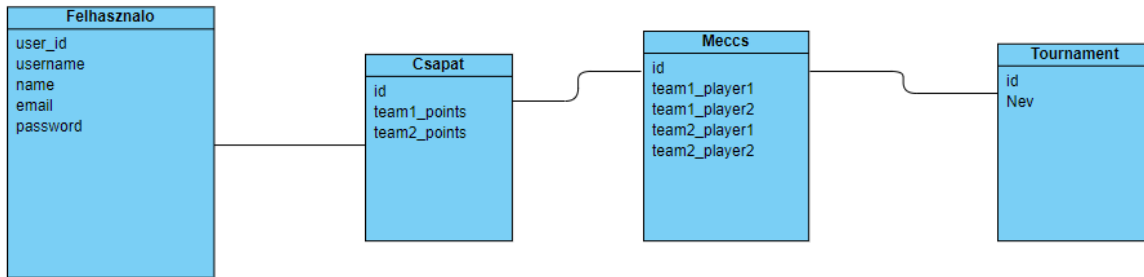 Felhasznalo
user_id
username
name
email
password
Csapat
id
team1_points
team2_points
Meccs
id
team1_player1
team1_player2
team2_player1
team2_player2
Tournament
id
Nev